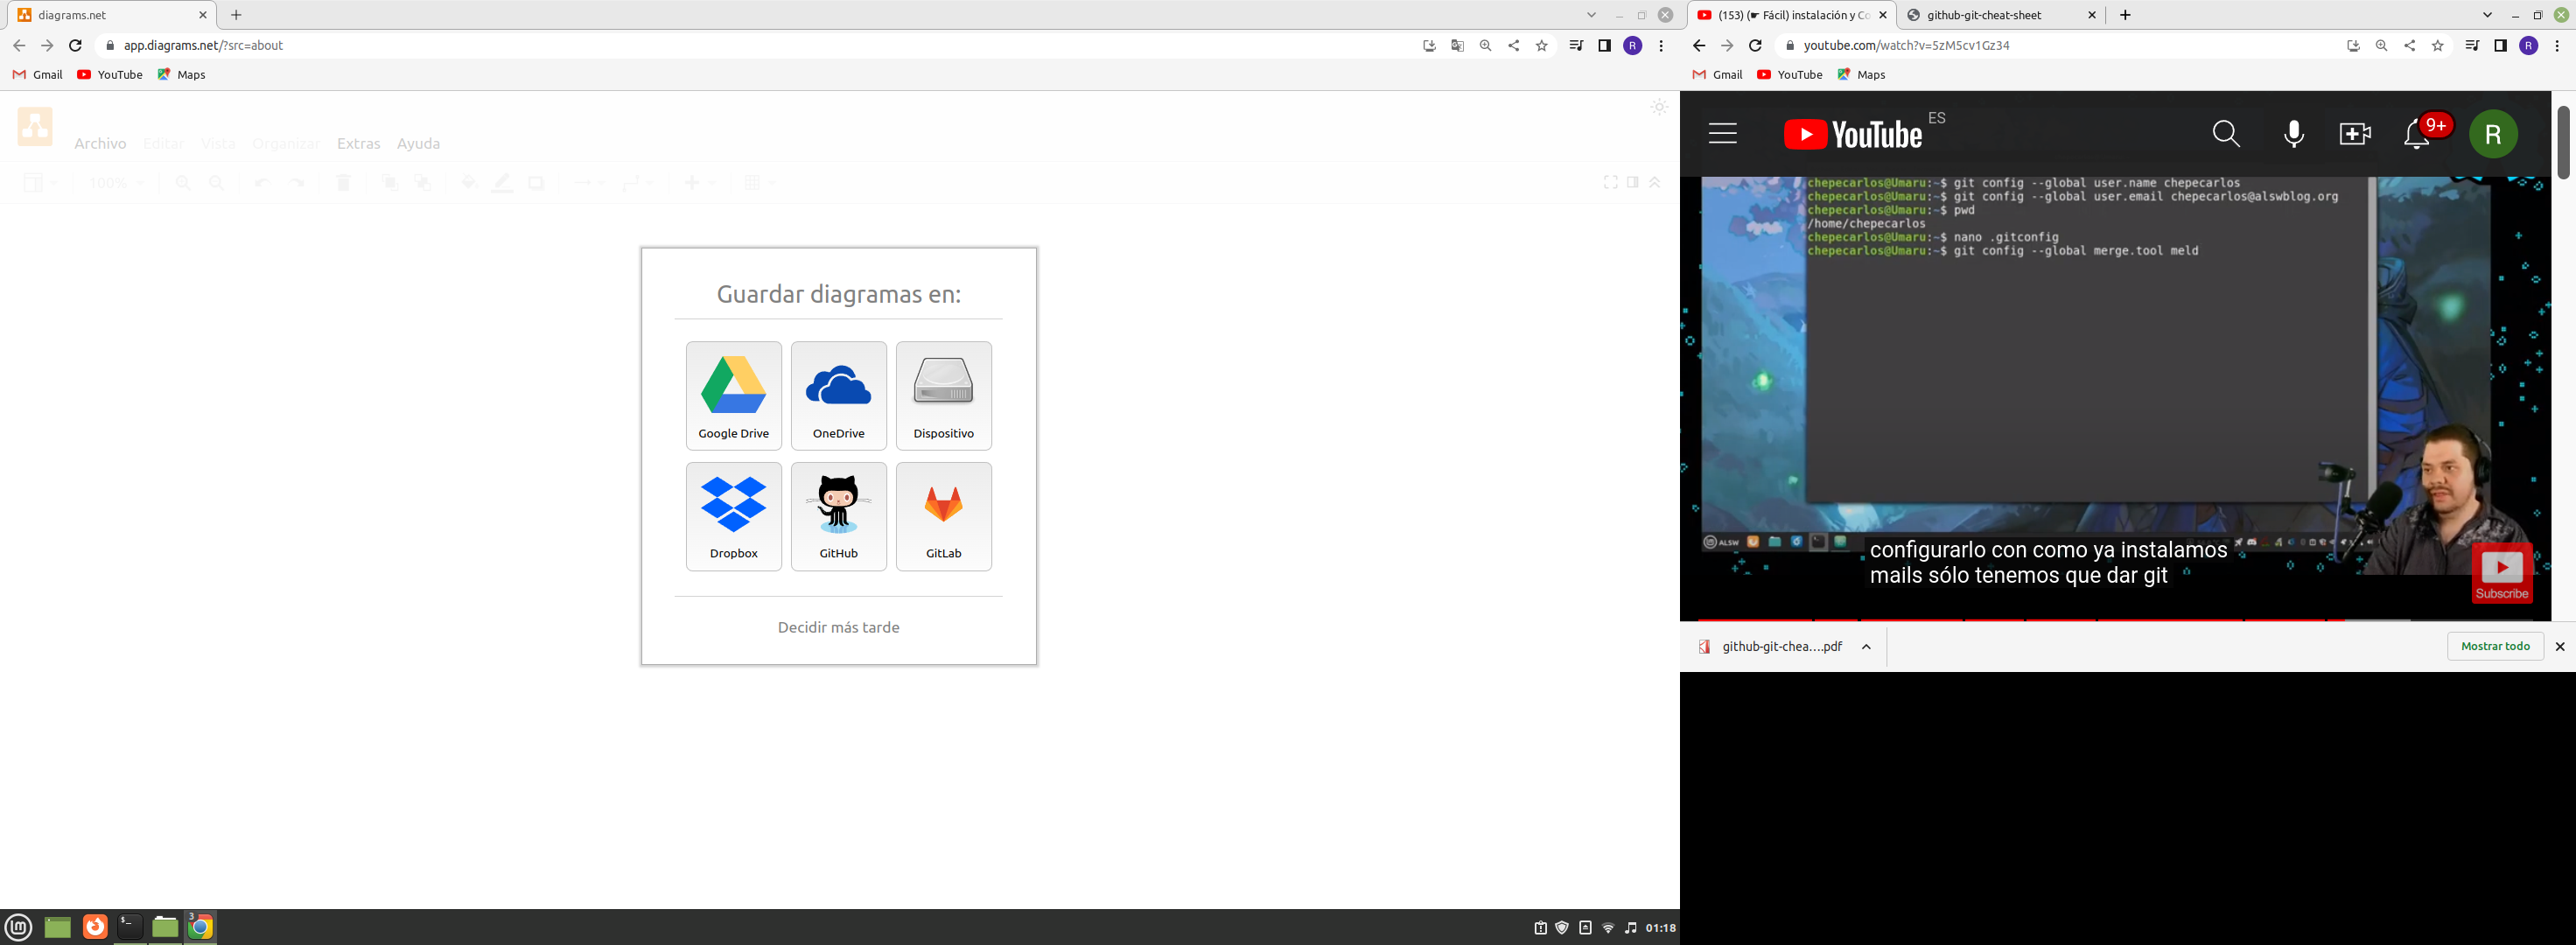 diagrams.net
app.diagrams.net/?src=about
R
Gmail YouTube Maps
Archivo Editar Vista Organizar Extras Ayuda
100%
Guardar diagramas en:
Google Drive OneDrive Dispositivo
Dropbox GitHub GitLab
Decidir más tarde
3
01:18
(153) (☛ Fácil) instalación y Co
github-git-cheat-sheet
youtube.com/watch?v=5zM5cv1Gz34
R
Gmail YouTube Maps
YouTube ES
9+
R
chepecarlos@Umaru:~$ git config --global user.name chepecarlos
chepecarlos@Umaru:~$ git config --global user.email chepecarlos@alswblog.org
chepecarlos@Umaru:~$ pwd
/home/chepecarlos
chepecarlos@Umaru:~$ nano .gitconfig
chepecarlos@Umaru:~$ git config --global merge.tool meld
ALSW
configurarlo con como ya instalamos
mails sólo tenemos que dar git
Subscribe
github-git-chea....pdf
Mostrar todo